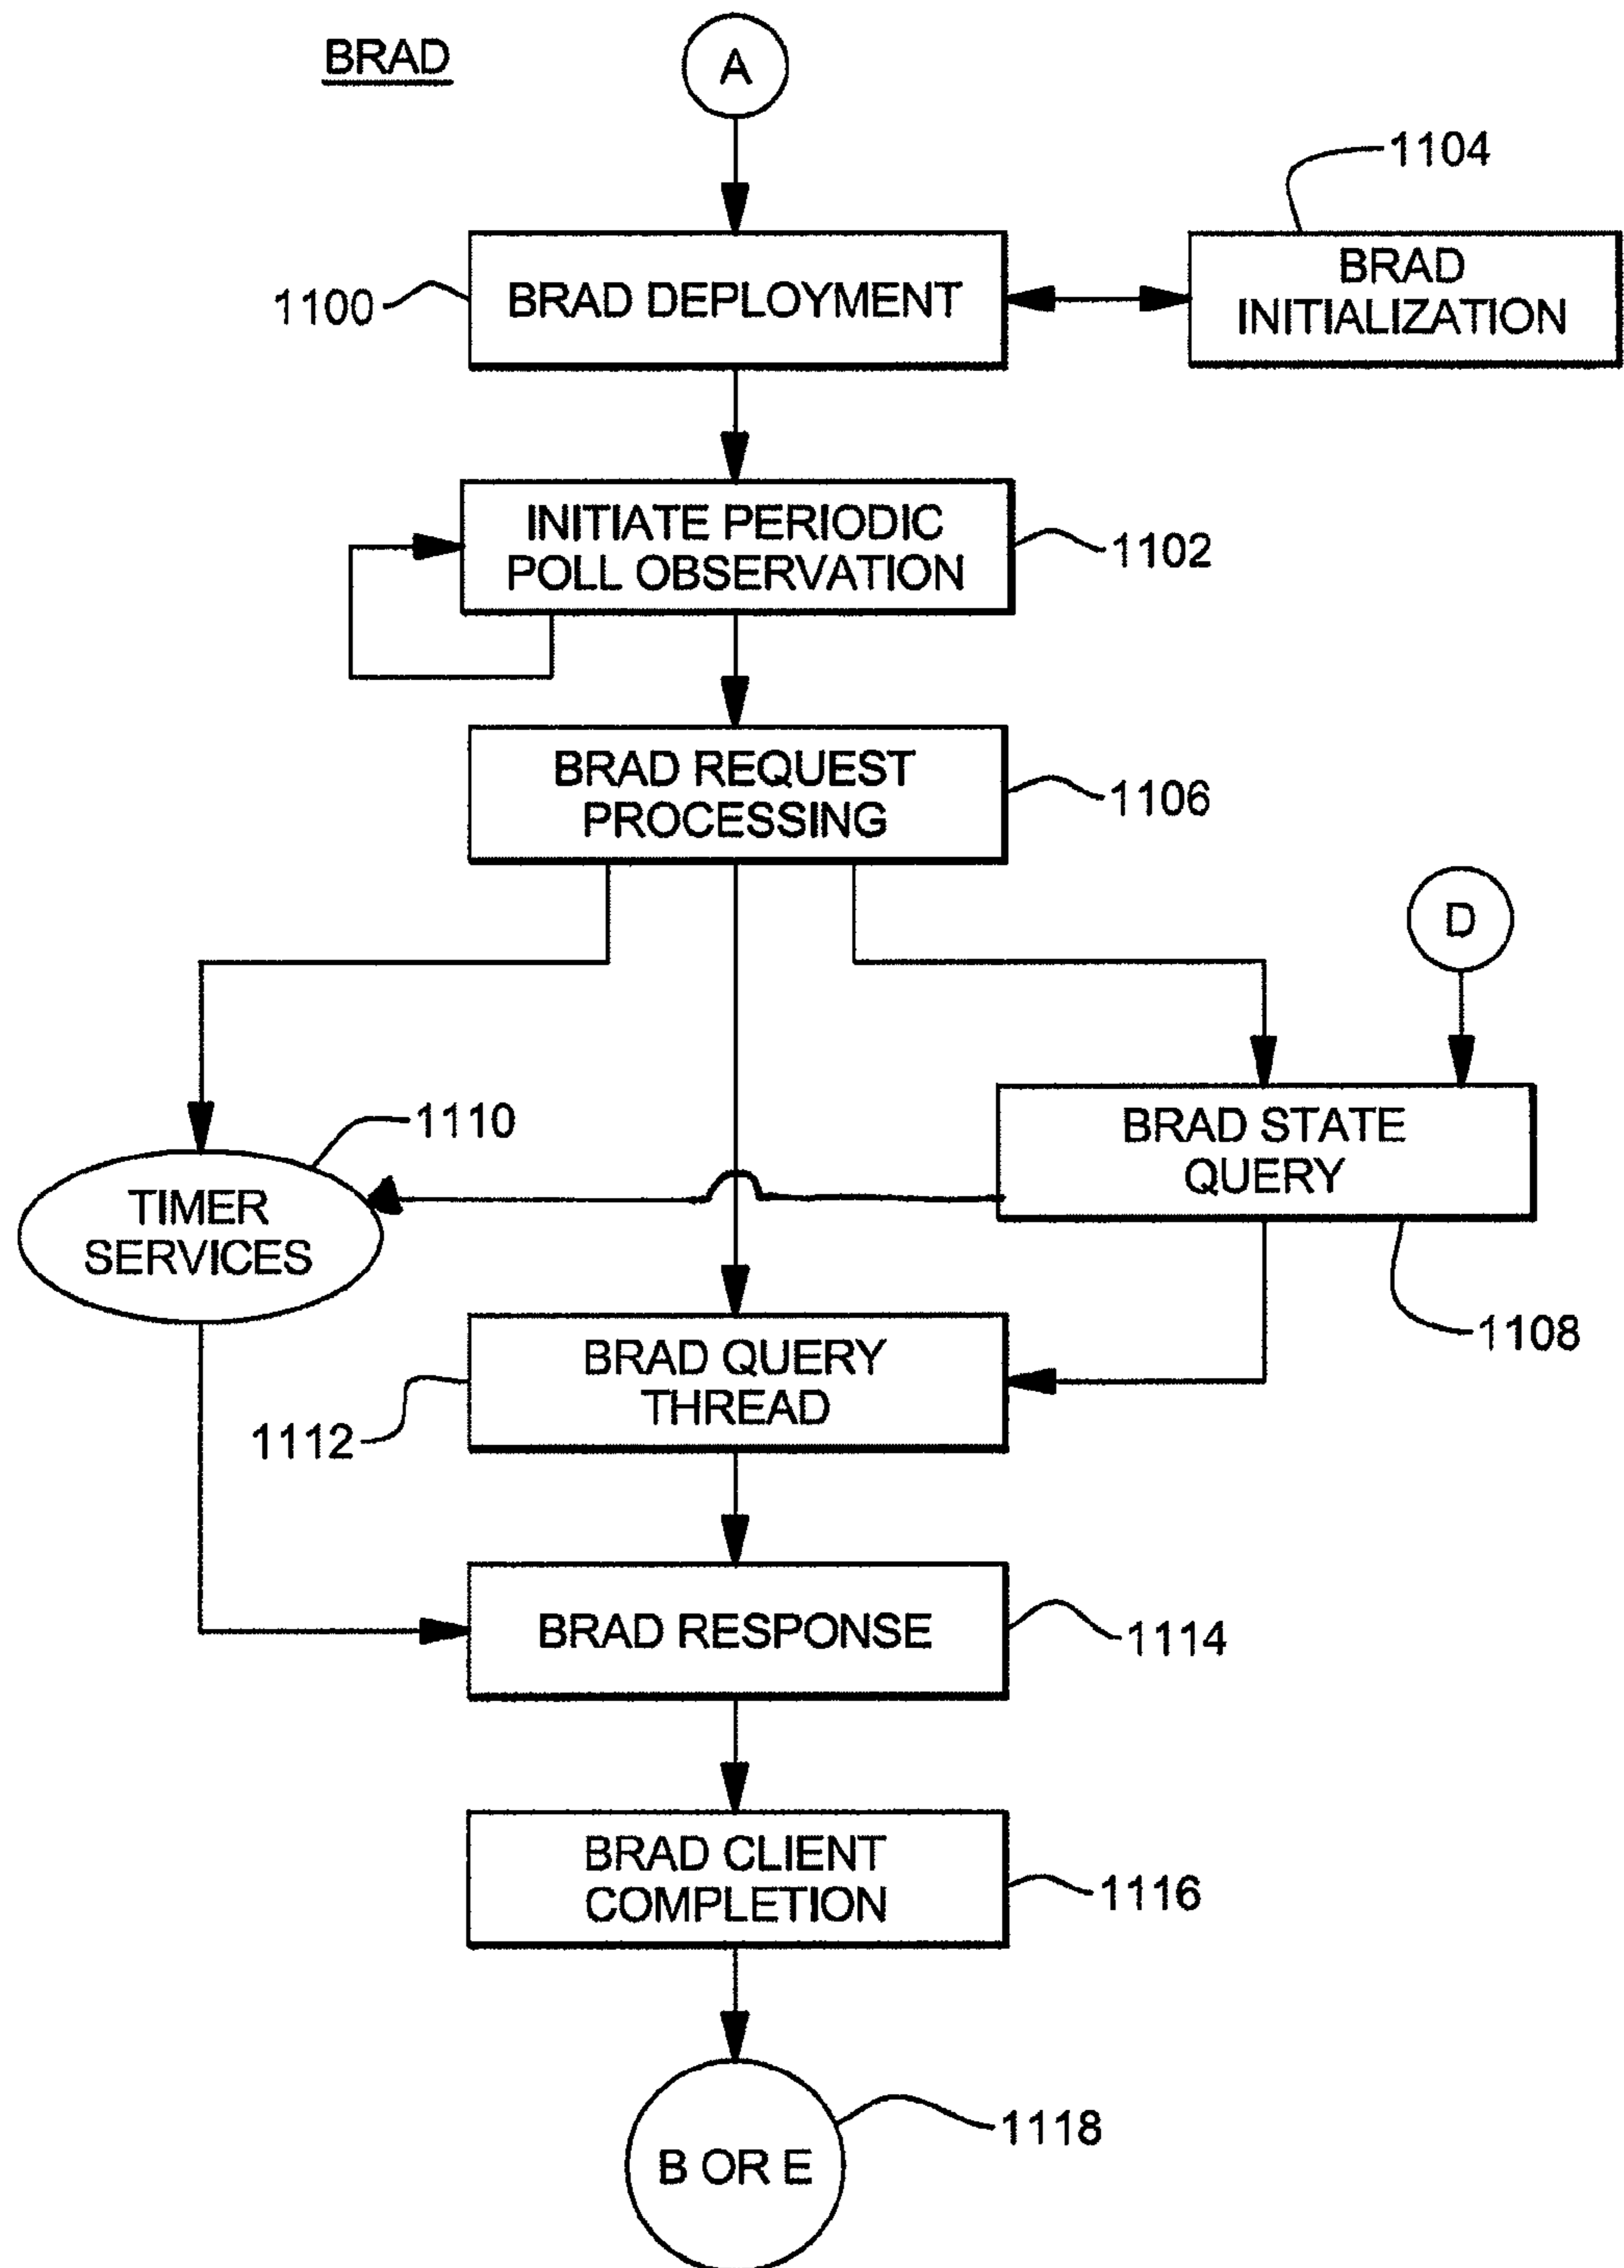 BRAD
A
1104
BRAD
INITIALIZATION
1100
BRAD DEPLOYMENT
INITIATE PERIODIC
POLL OBSERVATION
1102
BRAD REQUEST
PROCESSING
1106
D
1110
BRAD STATE
QUERY
TIMER
SERVICES
1108
BRAD QUERY
THREAD
1112
BRAD RESPONSE
1114
BRAD CLIENT
COMPLETION
1116
B OR E
1118